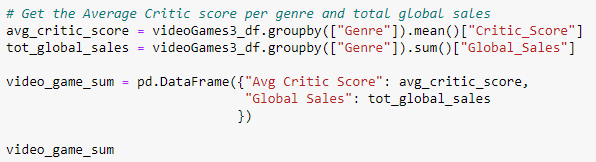 # Get the Average Critic score per genre and total global sales
avg_critic_score = videoGames3_df.groupby(["Genre"]).mean()["Critic_Score"]
tot_global_sales = videoGames3_df.groupby(["Genre"]).sum()["Global_Sales"]
video_game_sum = pd.DataFrame({"Avg Critic Score": avg_critic_score,
"Global Sales": tot_global_sales
})
video_game_sum